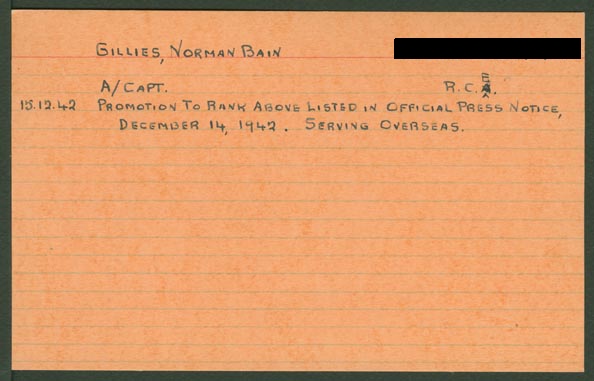 GILLIES, NORMAN BAIN
A/CAPT. R.C.E.
15.12.42 PROMOTION TO RANK ABOVE LISTED IN OFFICIAL PRESS NOTICE,
DECEMBER 14, 1942. SERVING OVERSEAS.